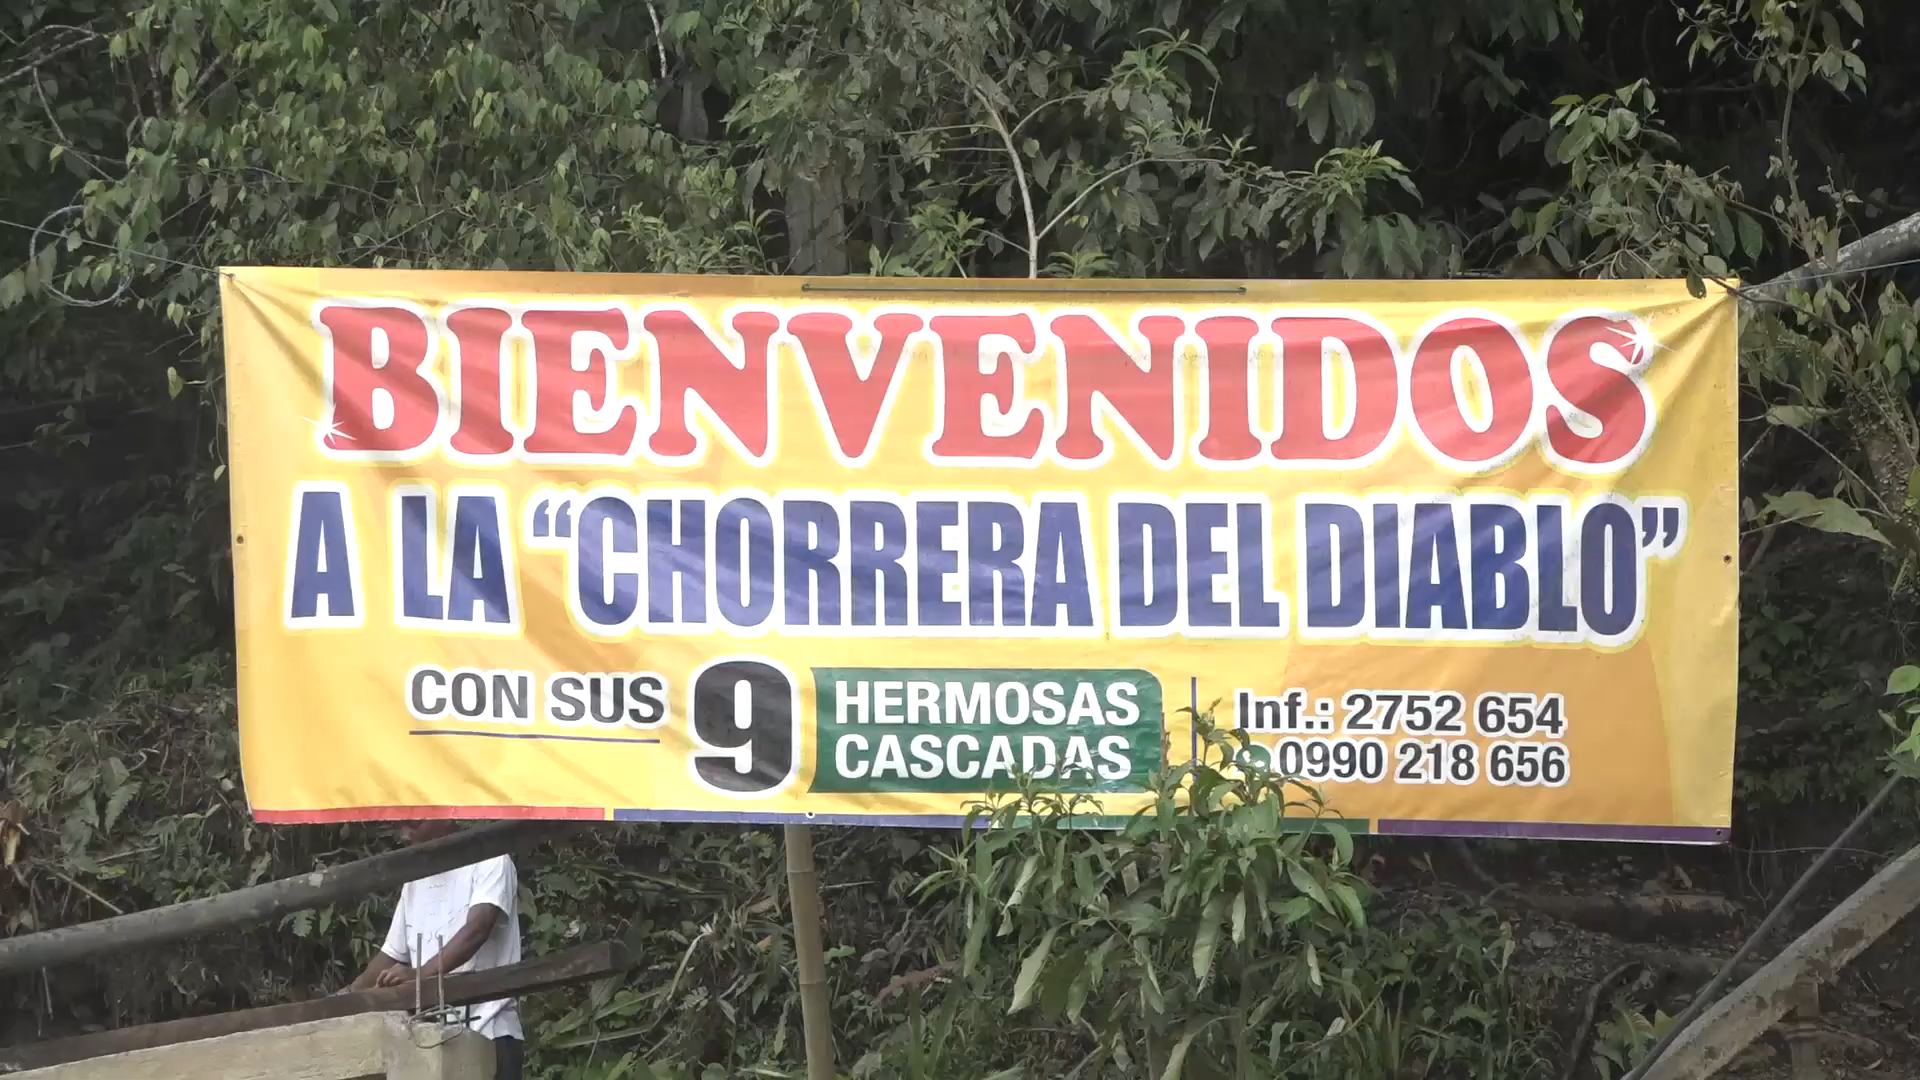 BIENVENIDOS
A LA “CHORRERA DEL DIABLO”
CON SUS 9 HERMOSAS
CASCADAS
Inf.: 2752 654
0990 218 656